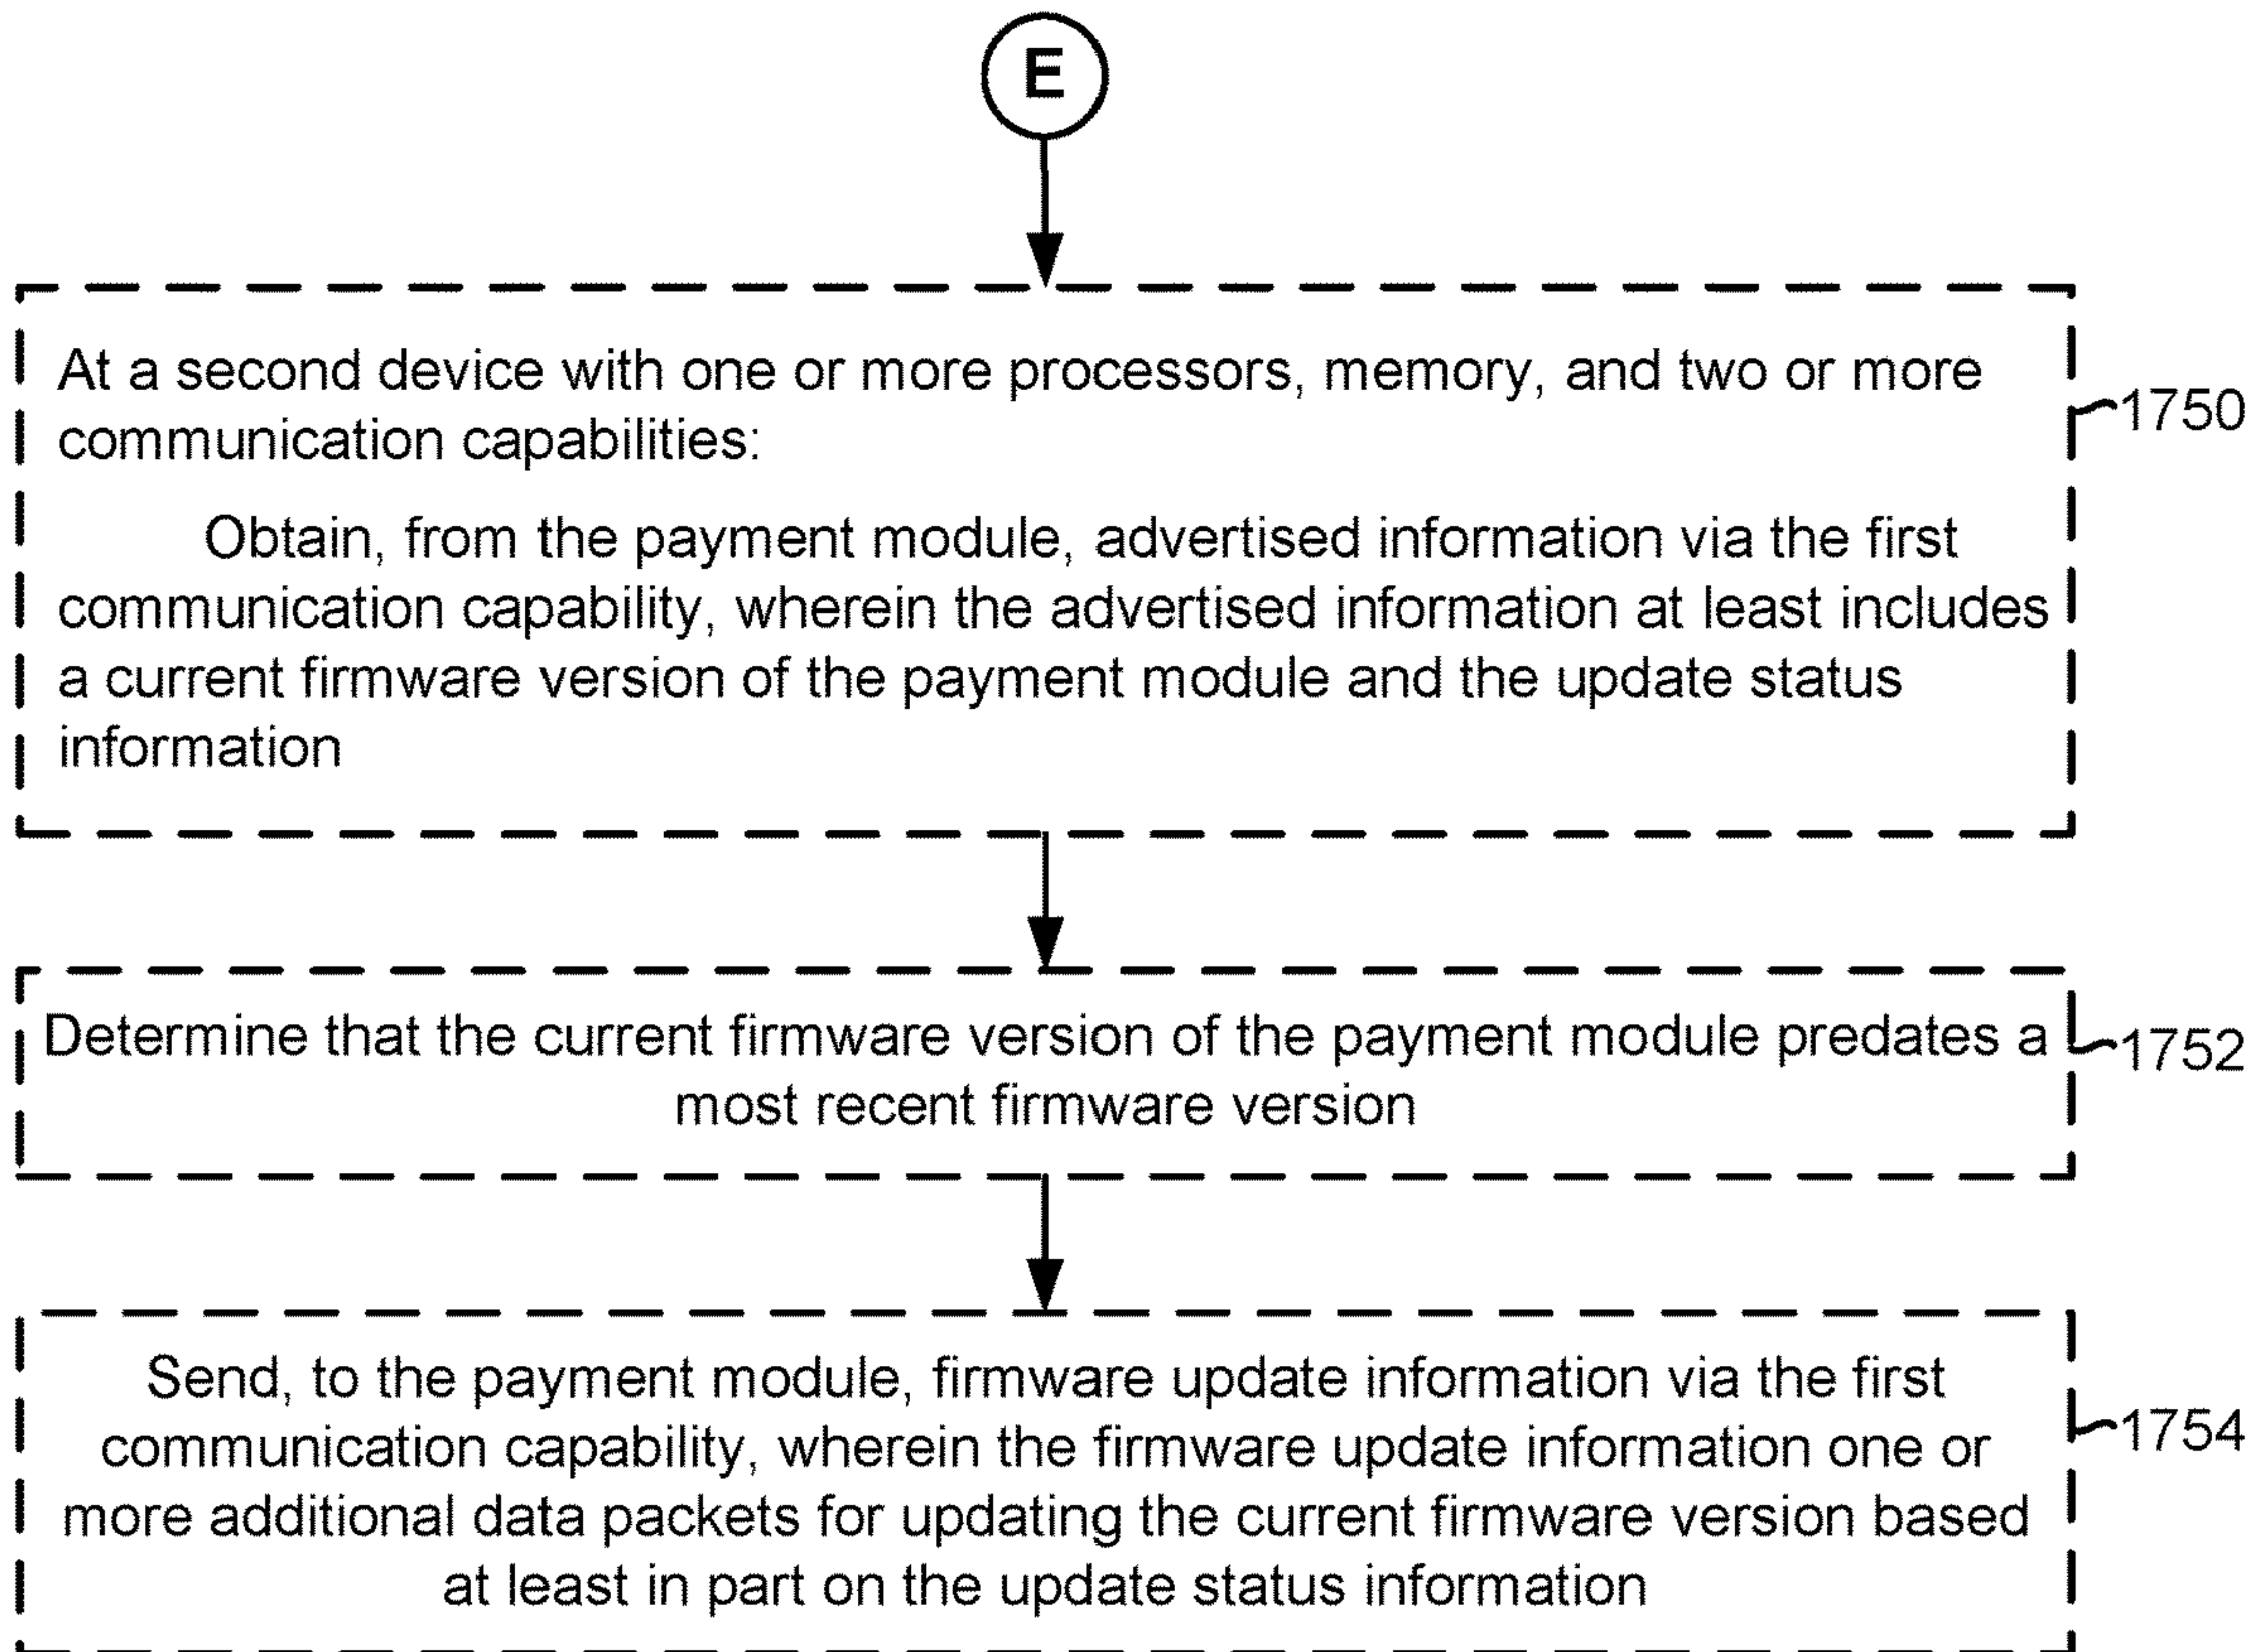 E
At a second device with one or more processors, memory, and two or more
communication capabilities:
1750
Obtain, from the payment module, advertised information via the first
communication capability, wherein the advertised information at least includes
a current firmware version of the payment module and the update status
information
Determine that the current firmware version of the payment module predates a
most recent firmware version
1752
Send, to the payment module, firmware update information via the first
communication capability, wherein the firmware update information one or
more additional data packets for updating the current firmware version based
at least in part on the update status information
1754